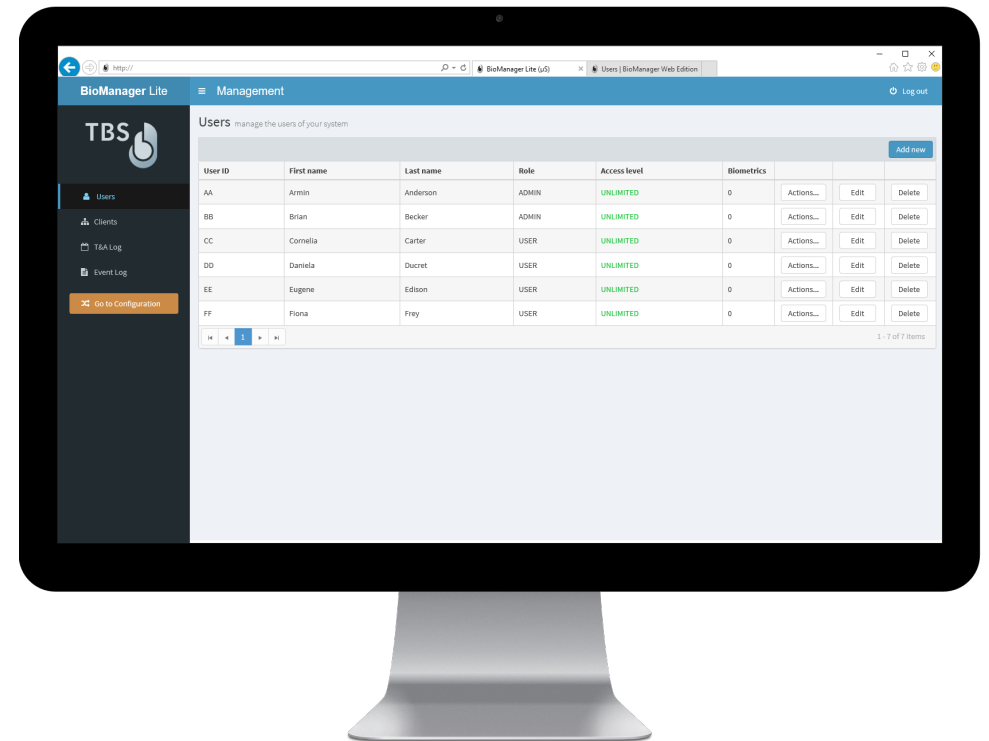 http://
BioManager Lite (µS)
Users | BioManager Web Edition
BioManager Lite
Management
Log out
TBS
Users manage the users of your system
Add new
User ID First name Last name Role Access level Biometrics
AA Armin Anderson ADMIN UNLIMITED 0 Actions... Edit Delete
BB Brian Becker ADMIN UNLIMITED 0 Actions... Edit Delete
CC Cornelia Carter USER UNLIMITED 0 Actions... Edit Delete
DD Daniela Ducret USER UNLIMITED 0 Actions... Edit Delete
EE Eugene Edison USER UNLIMITED 0 Actions... Edit Delete
FF Fiona Frey USER UNLIMITED 0 Actions... Edit Delete
1
1 - 7 of 7 items
Users
Clients
T&A Log
Event Log
Go to Configuration